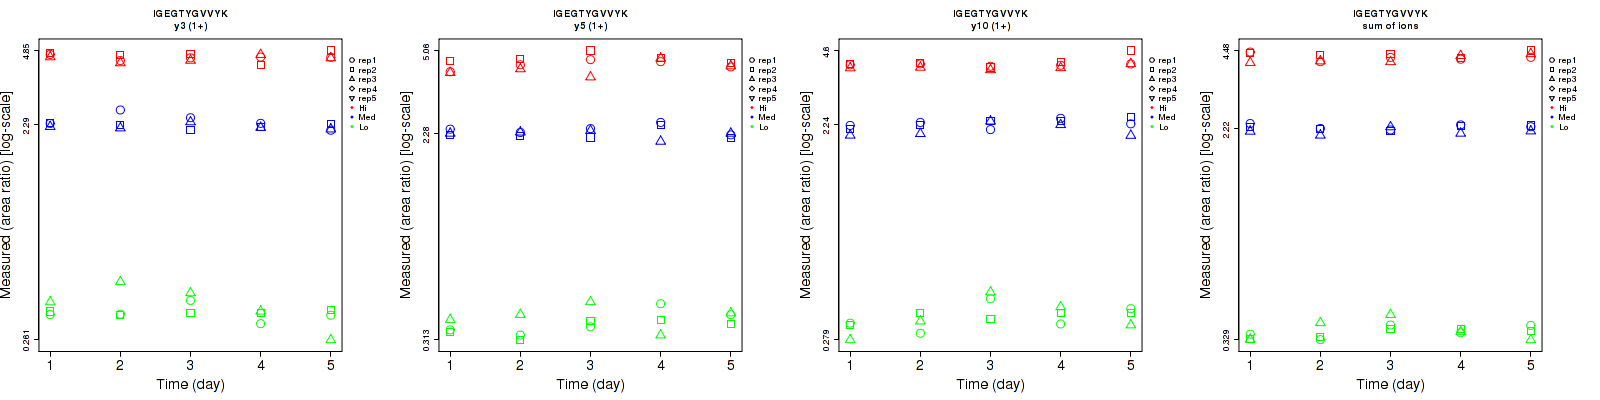 IGEGTYGVVYK
y3 (1+)
Measured (area ratio) [log-scale]
4.85
2.29
0.261
1 2 3 4 5
Time (day)
rep1
rep2
rep3
rep4
rep5
Hi
Med
Lo
IGEGTYGVVYK
y5 (1+)
Measured (area ratio) [log-scale]
5.06
2.28
0.313
1 2 3 4 5
Time (day)
rep1
rep2
rep3
rep4
rep5
Hi
Med
Lo
IGEGTYGVVYK
y10 (1+)
Measured (area ratio) [log-scale]
4.6
2.24
0.279
1 2 3 4 5
Time (day)
rep1
rep2
rep3
rep4
rep5
Hi
Med
Lo
IGEGTYGVVYK
sum of ions
Measured (area ratio) [log-scale]
4.48
2.22
0.329
1 2 3 4 5
Time (day)
rep1
rep2
rep3
rep4
rep5
Hi
Med
Lo